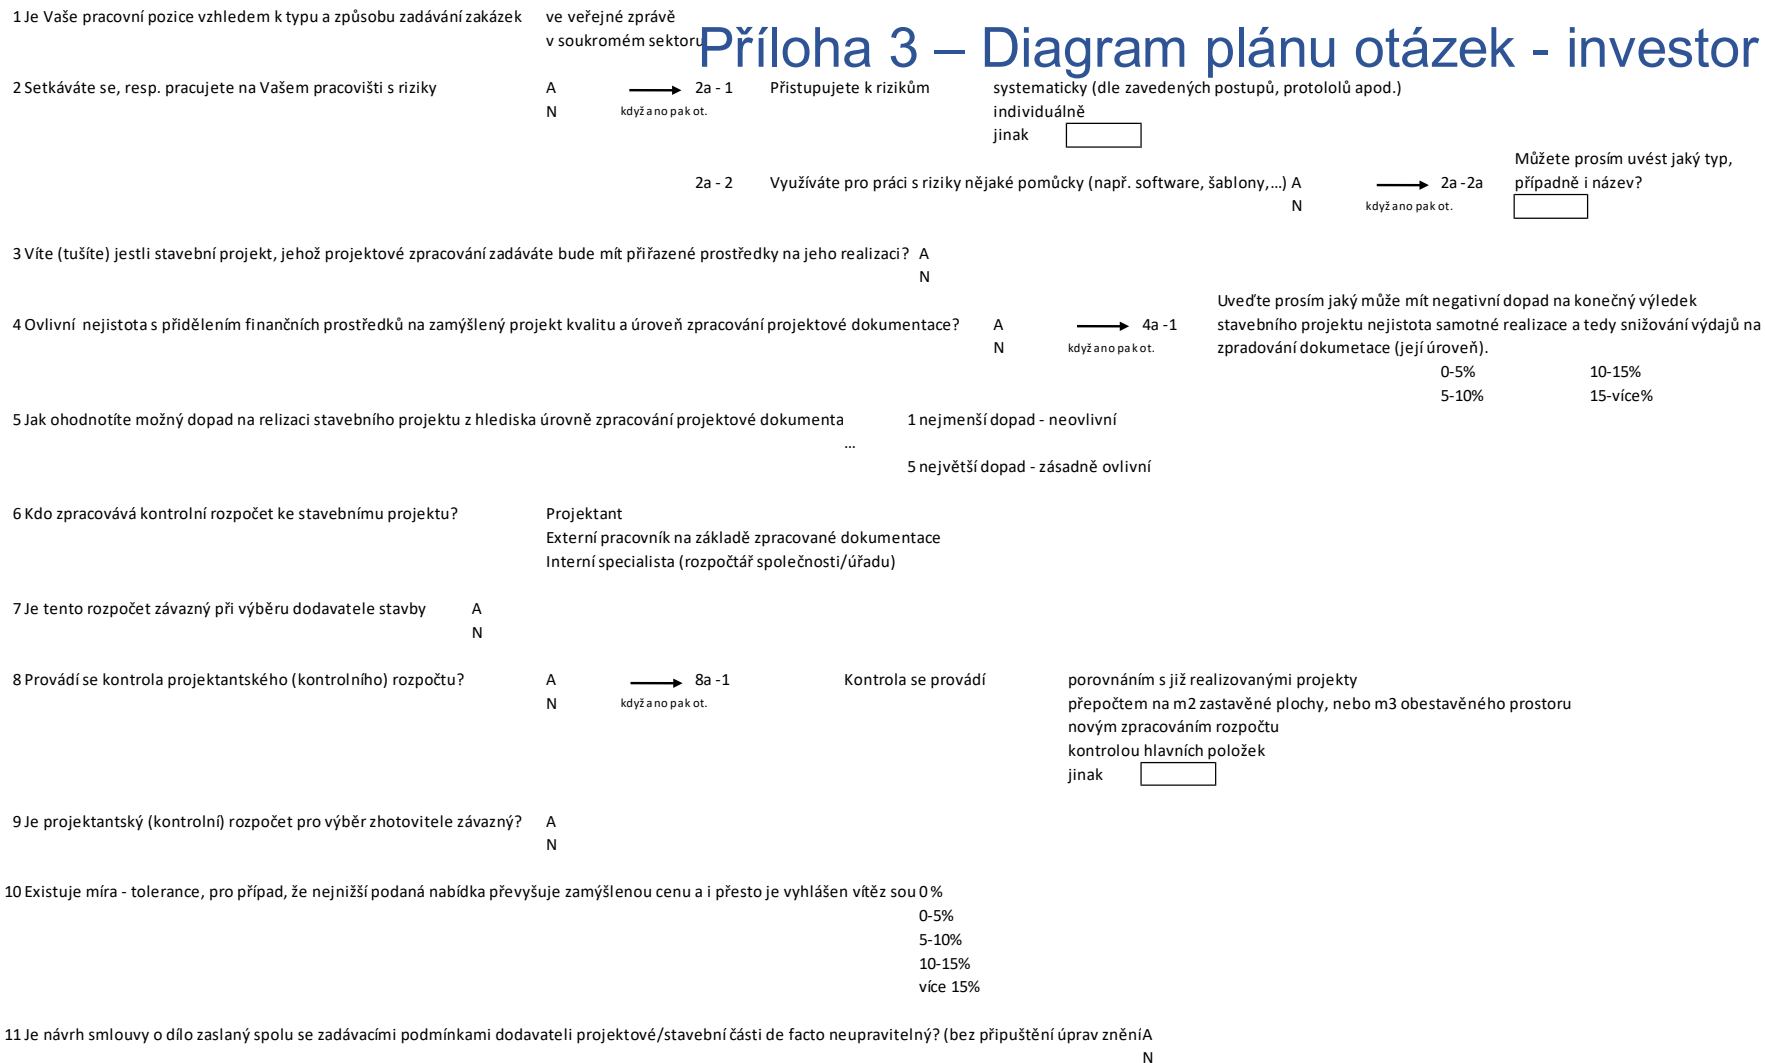 Příloha 3 – Diagram plánu otázek - investor
1 Je Vaše pracovní pozice vzhledem k typu a způsobu zadávání zakázek ve veřejné zprávě
v soukromém sektoru
2 Setkáváte se, resp. pracujete na Vašem pracovišti s riziky A 2a - 1 Přistupujete k rizikům systematicky (dle zavedených postupů, protololů apod.)
N když ano pak ot. individuálně
jinak
Můžete prosím uvést jaký typ,
2a - 2 Využíváte pro práci s riziky nějaké pomůcky (např. software, šablony,...) A 2a -2a případně i název?
N když ano pak ot.
3 Víte (tušíte) jestli stavební projekt, jehož projektové zpracování zadáváte bude mít přiřazené prostředky na jeho realizaci? A
N
Uveďte prosím jaký může mít negativní dopad na konečný výledek
4 Ovlivní nejistota s přidělením finančních prostředků na zamýšlený projekt kvalitu a úroveň zpracování projektové dokumentace? A 4a -1 stavebního projektu nejistota samotné realizace a tedy snižování výdajů na
N když ano pak ot. zpradování dokumetace (její úroveň).
0-5% 10-15%
5-10% 15-více%
5 Jak ohodnotíte možný dopad na relizaci stavebního projektu z hlediska úrovně zpracování projektové dokumenta 1 nejmenší dopad - neovlivní
...
5 největší dopad - zásadně ovlivní
6 Kdo zpracovává kontrolní rozpočet ke stavebnímu projektu? Projektant
Externí pracovník na základě zpracované dokumentace
Interní specialista (rozpočtář společnosti/úřadu)
7 Je tento rozpočet závazný při výběru dodavatele stavby A
N
8 Provádí se kontrola projektantského (kontrolního) rozpočtu? A 8a -1 Kontrola se provádí porovnáním s již realizovanými projekty
N když ano pak ot. přepočtem na m2 zastavěné plochy, nebo m3 obestavěného prostoru
novým zpracováním rozpočtu
kontrolou hlavních položek
jinak
9 Je projektantský (kontrolní) rozpočet pro výběr zhotovitele závazný? A
N
10 Existuje míra - tolerance, pro případ, že nejnižší podaná nabídka převyšuje zamýšlenou cenu a i přesto je vyhlášen vítěz sou 0 %
0-5%
5-10%
10-15%
více 15%
11 Je návrh smlouvy o dílo zaslaný spolu se zadávacími podmínkami dodavateli projektové/stavební části de facto neupravitelný? (bez připuštění úprav znění A
N